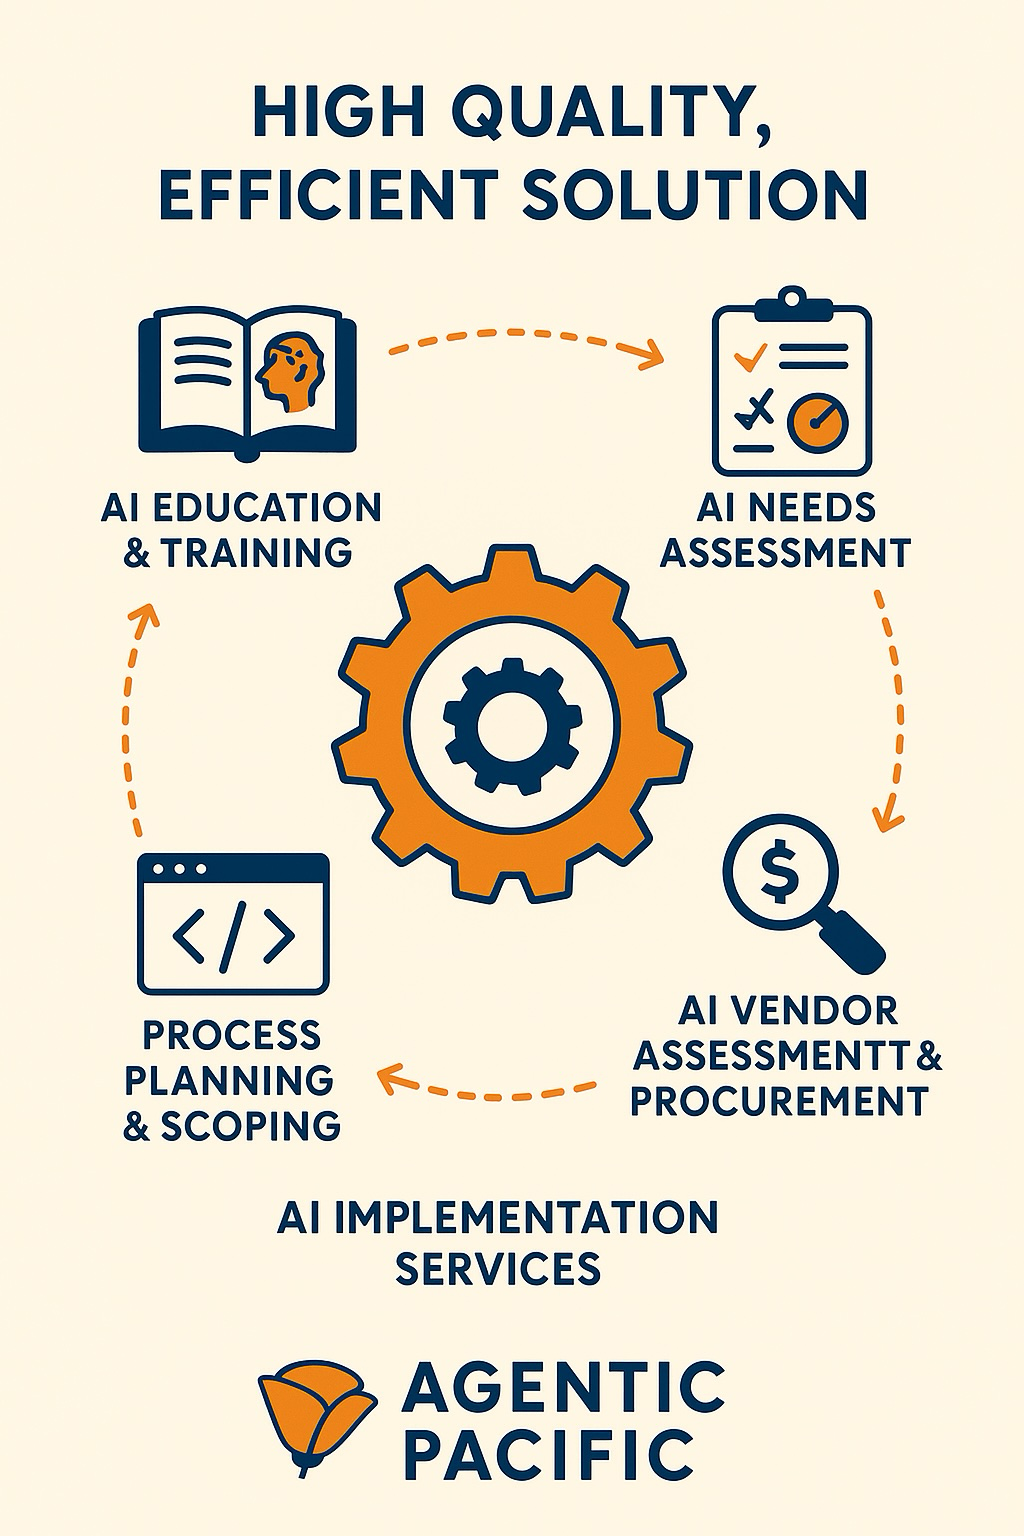 HIGH QUALITY,
EFFICIENT SOLUTION
AI EDUCATION
& TRAINING
AI NEEDS
ASSESSMENT
$
</>
AI VENDOR
ASSESSMENTT &
PROCUREMENT
PROCESS
PLANNING
& SCOPING
AI IMPLEMENTATION
SERVICES
AGENTIC
PACIFIC